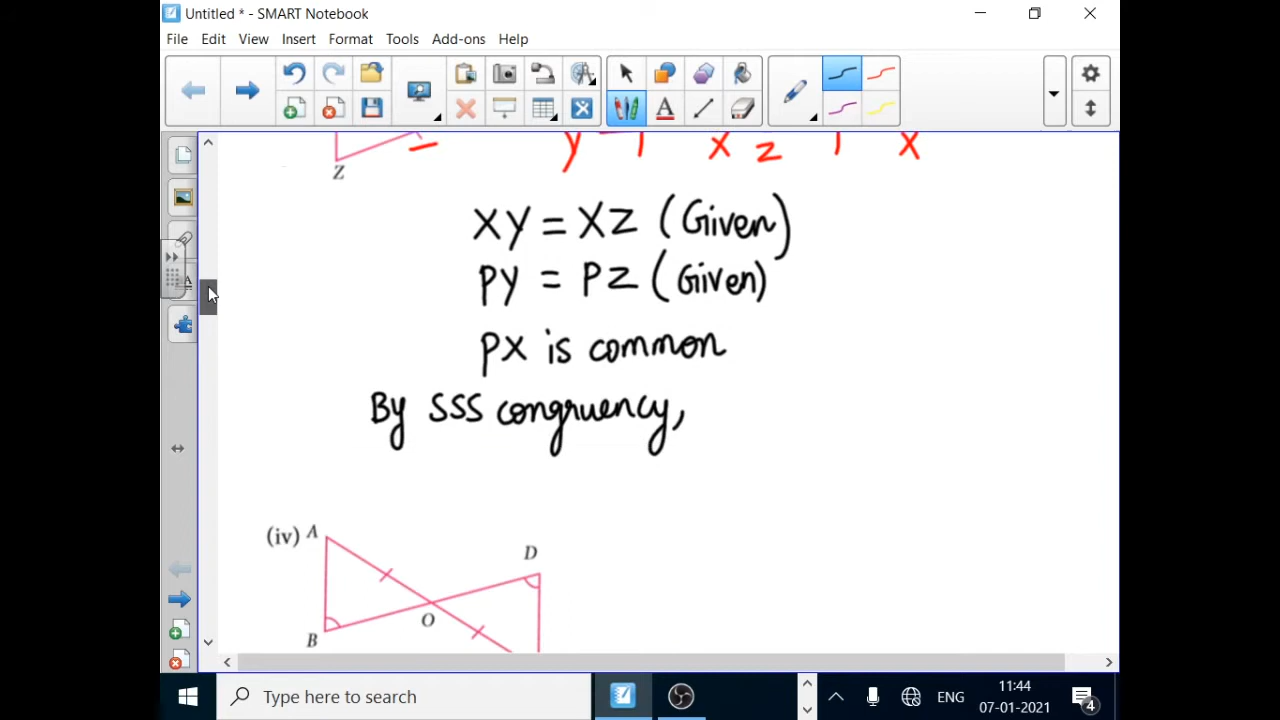 Untitled * - SMART Notebook
File Edit View Insert Format Tools Add-ons Help
Z
y x z x
XY = XZ (Given)
PY = PZ (Given)
PX is common
By SSS congruency,
(iv) A
D
O
B
Type here to search
ENG
11:44
07-01-2021
4